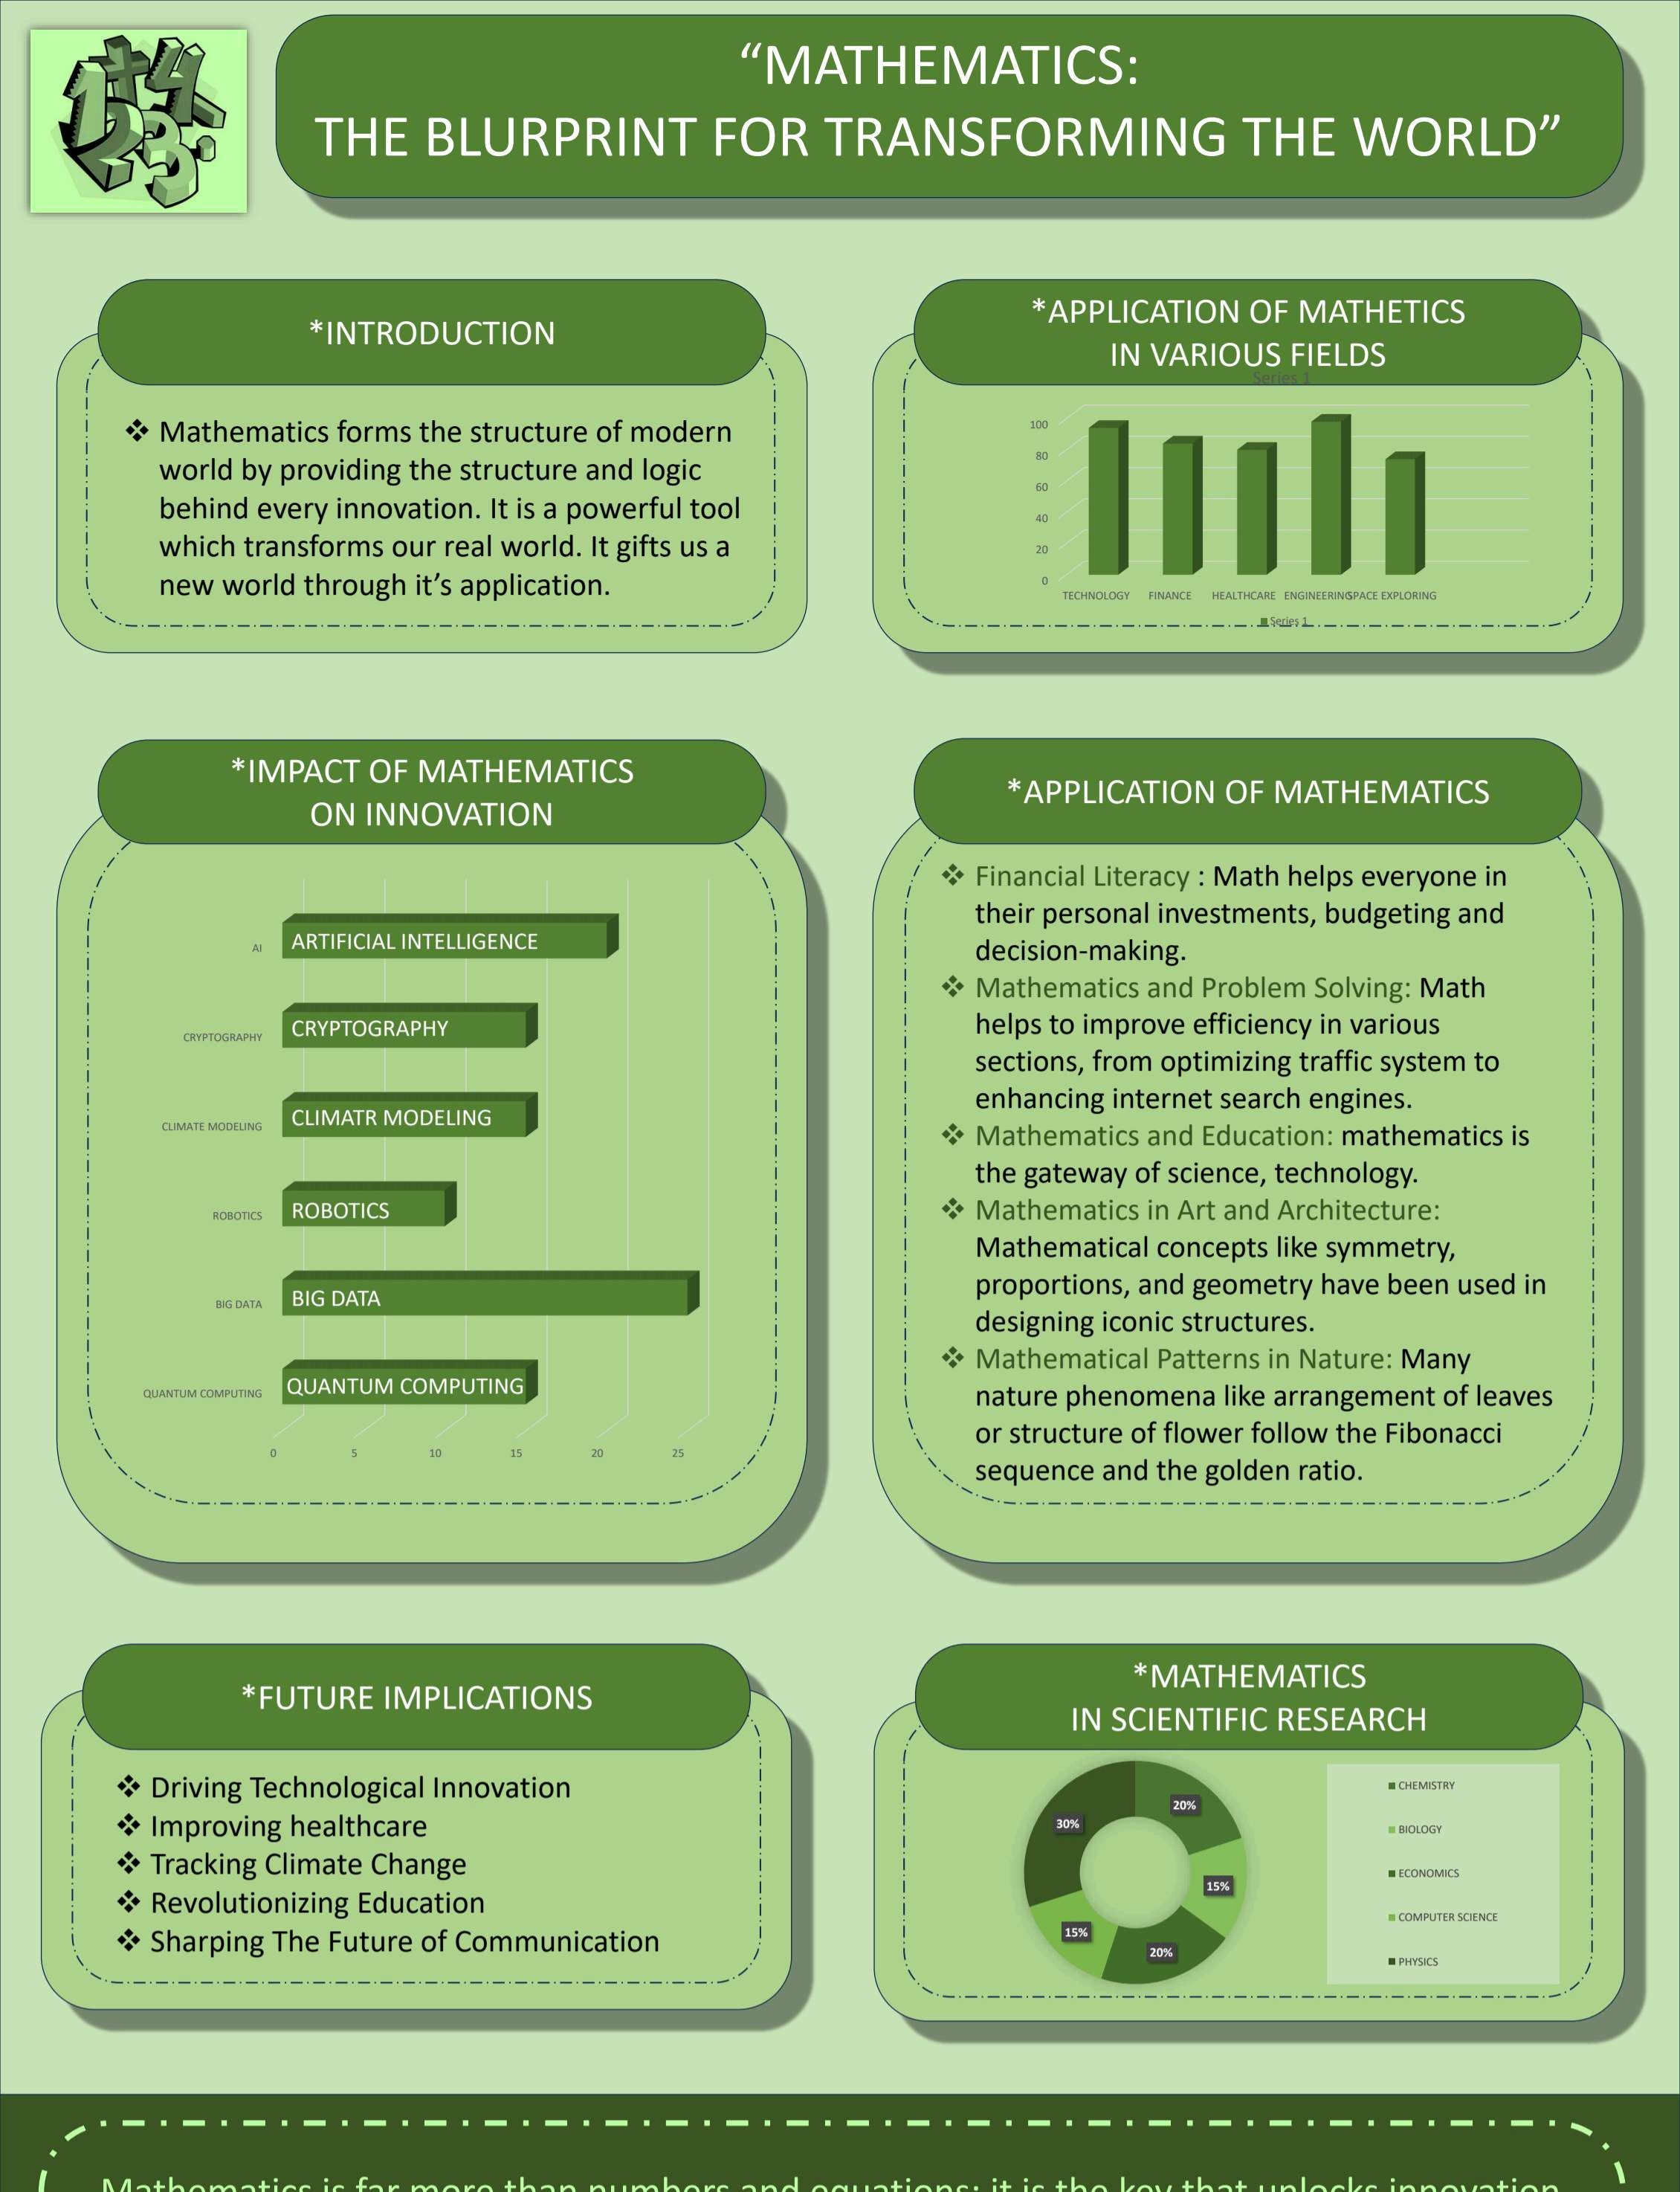 “MATHEMATICS:
THE BLURPRINT FOR TRANSFORMING THE WORLD”
*INTRODUCTION
❖ Mathematics forms the structure of modern
world by providing the structure and logic
behind every innovation. It is a powerful tool
which transforms our real world. It gifts us a
new world through it’s application.
*APPLICATION OF MATHETICS
IN VARIOUS FIELDS
Series 1
100
80
60
40
20
0
TECHNOLOGY FINANCE HEALTHCARE ENGINEERING SPACE EXPLORING
Series 1
*IMPACT OF MATHEMATICS
ON INNOVATION
AI ARTIFICIAL INTELLIGENCE
CRYPTOGRAPHY CRYPTOGRAPHY
CLIMATE MODELING CLIMATR MODELING
ROBOTICS ROBOTICS
BIG DATA BIG DATA
QUANTUM COMPUTING QUANTUM COMPUTING
0 5 10 15 20 25
*APPLICATION OF MATHEMATICS
❖ Financial Literacy : Math helps everyone in
their personal investments, budgeting and
decision-making.
❖ Mathematics and Problem Solving: Math
helps to improve efficiency in various
sections, from optimizing traffic system to
enhancing internet search engines.
❖ Mathematics and Education: mathematics is
the gateway of science, technology.
❖ Mathematics in Art and Architecture:
Mathematical concepts like symmetry,
proportions, and geometry have been used in
designing iconic structures.
❖ Mathematical Patterns in Nature: Many
nature phenomena like arrangement of leaves
or structure of flower follow the Fibonacci
sequence and the golden ratio.
*FUTURE IMPLICATIONS
❖ Driving Technological Innovation
❖ Improving healthcare
❖ Tracking Climate Change
❖ Revolutionizing Education
❖ Sharping The Future of Communication
*MATHEMATICS
IN SCIENTIFIC RESEARCH
20%
30%
15%
15%
20%
CHEMISTRY
BIOLOGY
ECONOMICS
COMPUTER SCIENCE
PHYSICS
Mathematics is far more than numbers and equations; it is the key that unlocks innovation